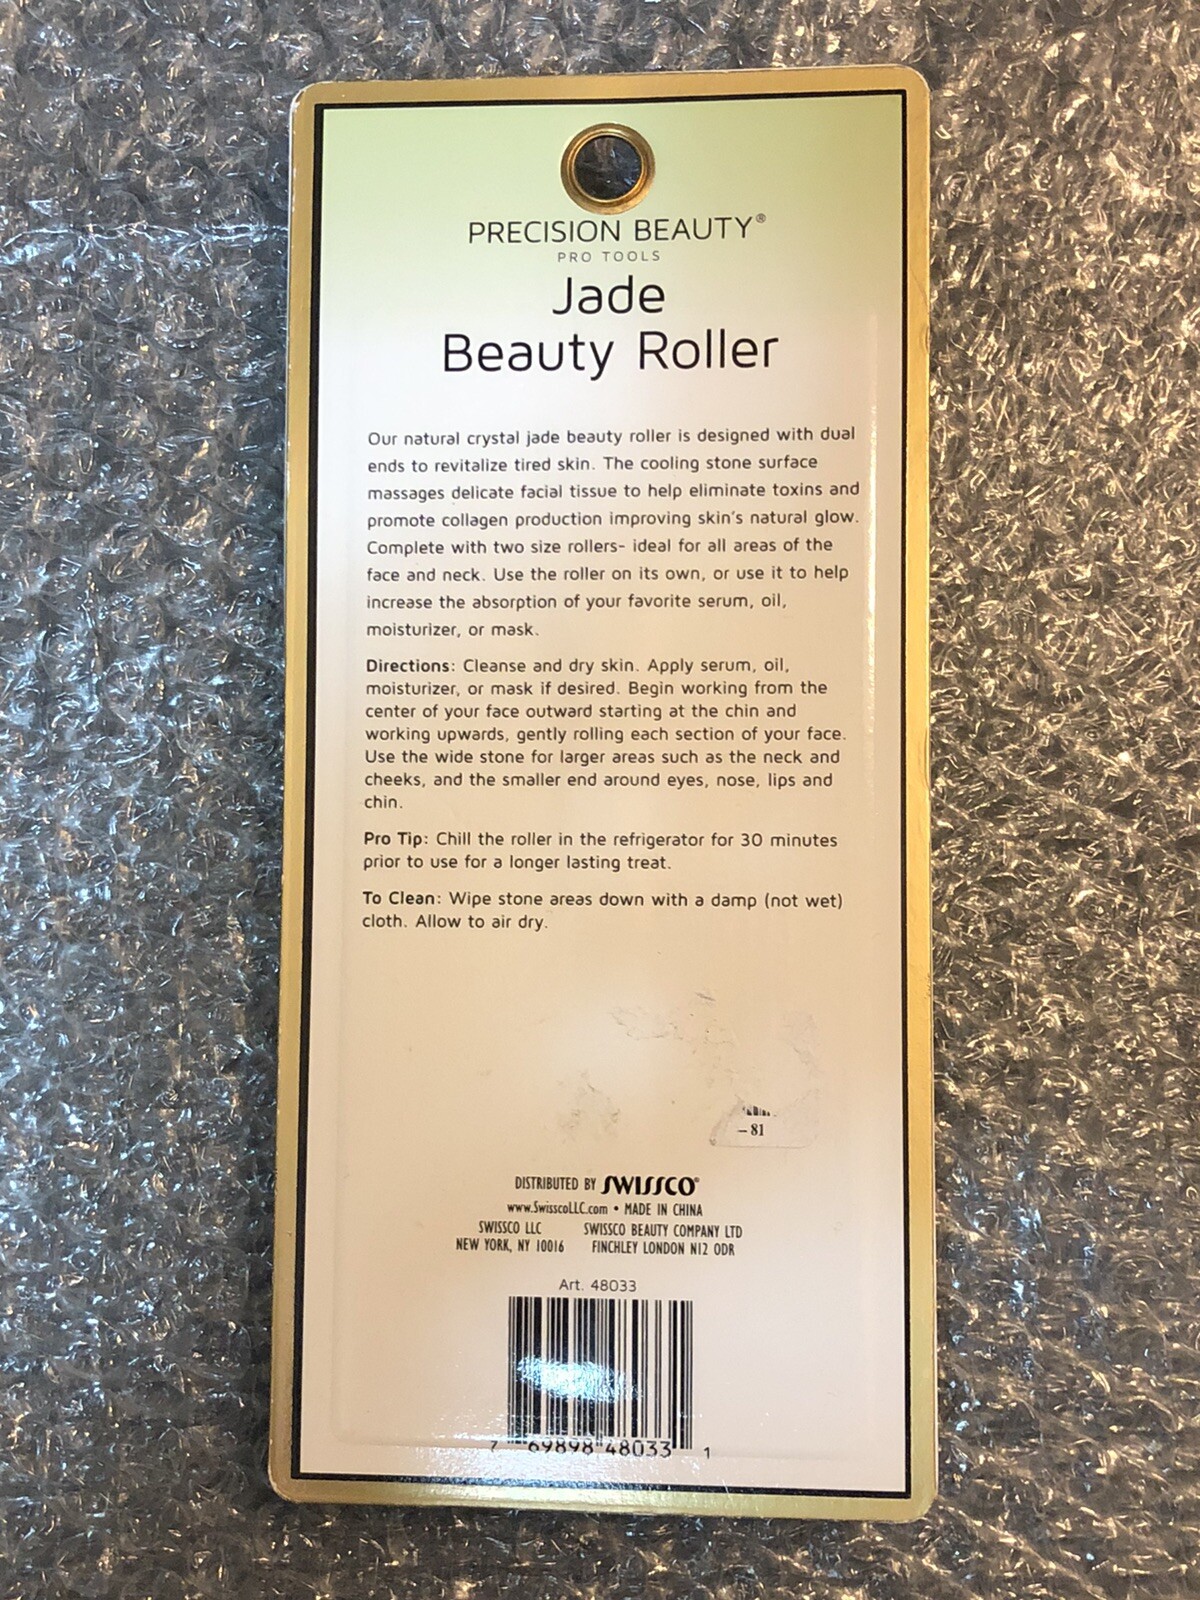 PRECISION BEAUTY®
PRO TOOLS
Jade
Beauty Roller
Our natural crystal jade beauty roller is designed with dual
ends to revitalize tired skin. The cooling stone surface
massages delicate facial tissue to help eliminate toxins and
promote collagen production improving skin's natural glow.
Complete with two size rollers- ideal for all areas of the
face and neck. Use the roller on its own, or use it to help
increase the absorption of your favorite serum, oil,
moisturizer, or mask.
Directions: Cleanse and dry skin. Apply serum, oil,
moisturizer, or mask if desired. Begin working from the
center of your face outward starting at the chin and
working upwards, gently rolling each section of your face.
Use the wide stone for larger areas such as the neck and
cheeks, and the smaller end around eyes, nose, lips and
chin.
Pro Tip: Chill the roller in the refrigerator for 30 minutes
prior to use for a longer lasting treat.
To Clean: Wipe stone areas down with a damp (not wet)
cloth. Allow to air dry.
– 81
DISTRIBUTED BY SWISSCO®
www.SwisscoLLC.com • MADE IN CHINA
SWISSCO LLC SWISSCO BEAUTY COMPANY LTD
NEW YORK, NY 10016 FINCHLEY LONDON N12 0DR
Art. 48033
7 69898 48033 1